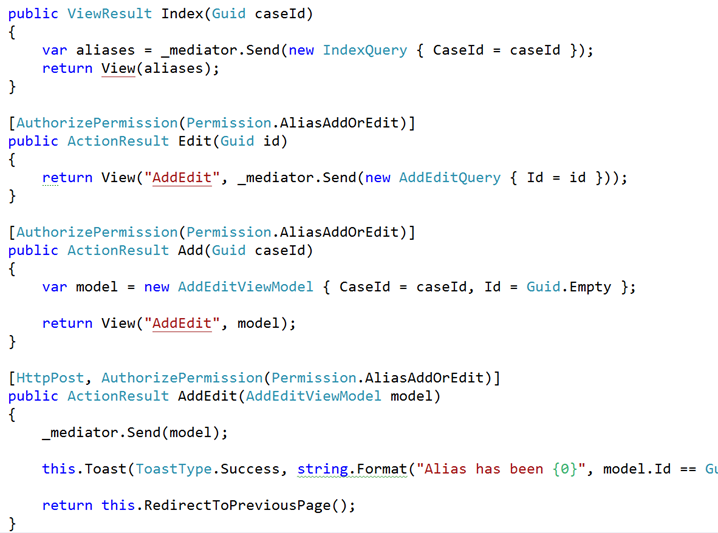 public ViewResult Index(Guid caseId)
{
    var aliases = _mediator.Send(new IndexQuery { CaseId = caseId });
    return View(aliases);
}

[AuthorizePermission(Permission.AliasAddOrEdit)]
public ActionResult Edit(Guid id)
{
    return View("AddEdit", _mediator.Send(new AddEditQuery { Id = id }));
}

[AuthorizePermission(Permission.AliasAddOrEdit)]
public ActionResult Add(Guid caseId)
{
    var model = new AddEditViewModel { CaseId = caseId, Id = Guid.Empty };

    return View("AddEdit", model);
}

[HttpPost, AuthorizePermission(Permission.AliasAddOrEdit)]
public ActionResult AddEdit(AddEditViewModel model)
{
    _mediator.Send(model);

    this.Toast(ToastType.Success, string.Format("Alias has been {0}", model.Id == Gu

    return this.RedirectToPreviousPage();
}